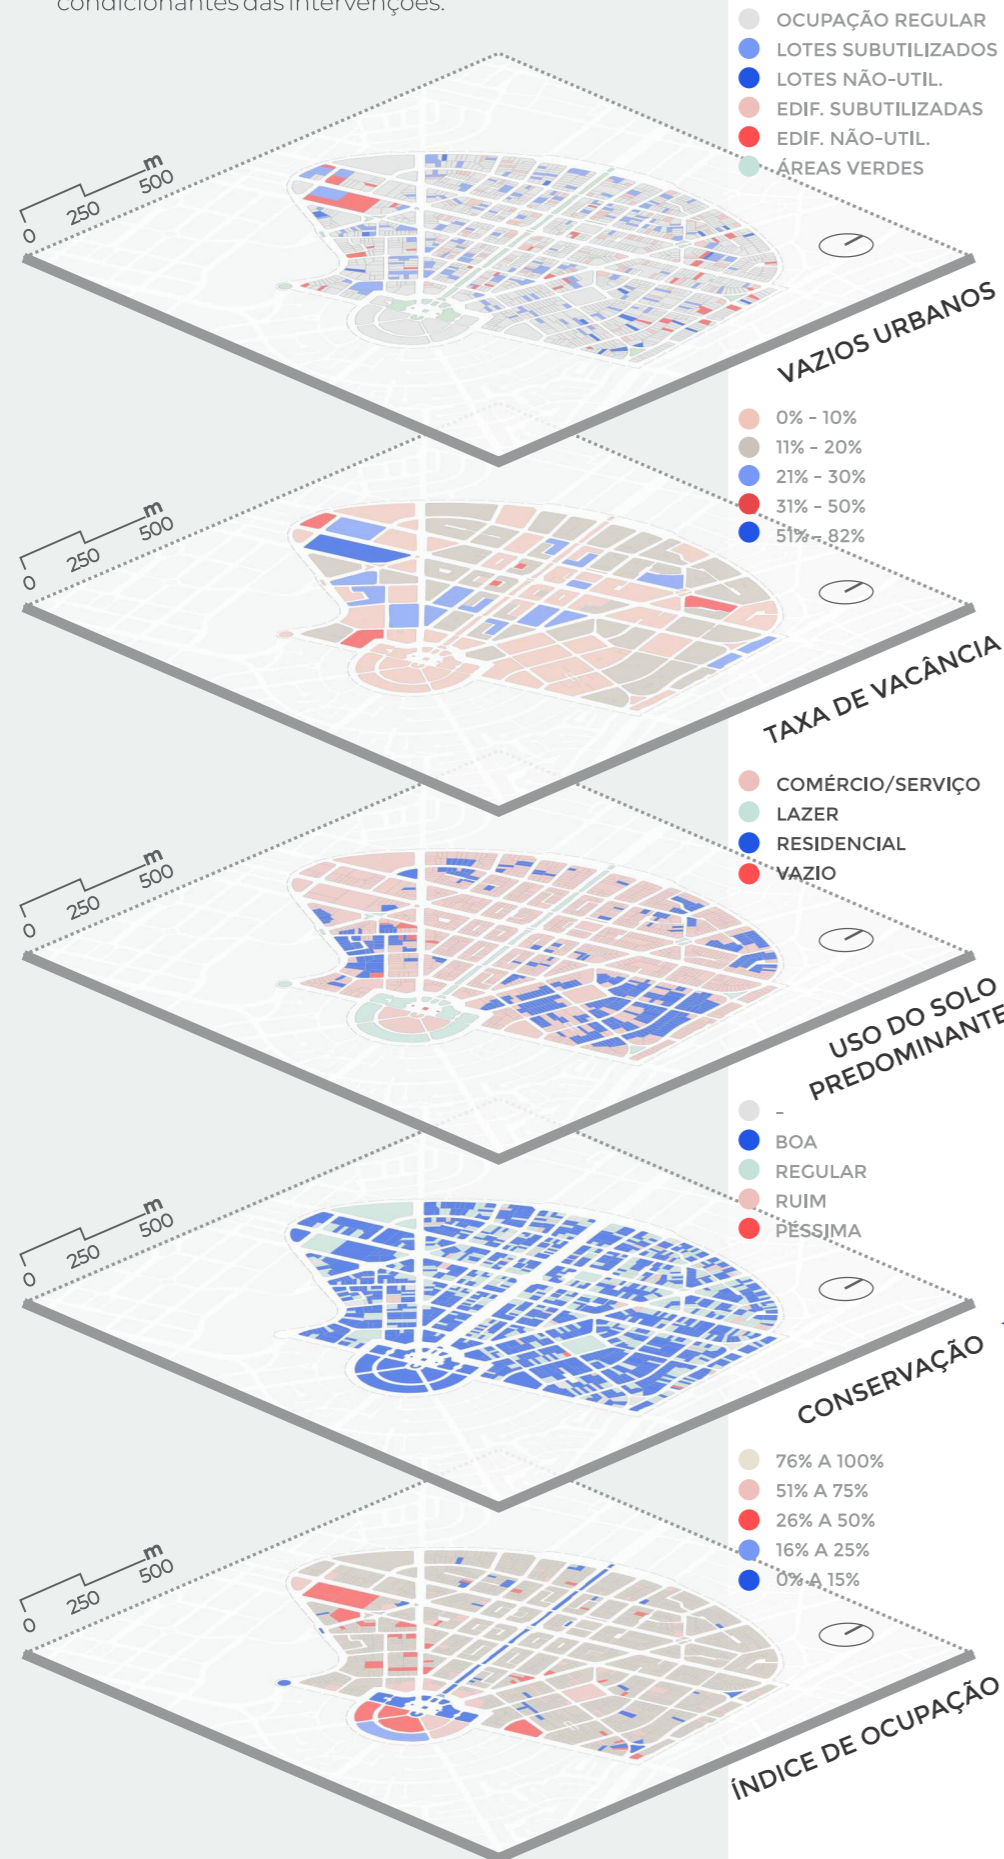 condicionantes das intervenções.
OCUPAÇÃO REGULAR
LOTES SUBUTILIZADOS
LOTES NÃO-UTIL.
EDIF. SUBUTILIZADAS
EDIF. NÃO-UTIL.
ÁREAS VERDES
0 250 500 m
VAZIOS URBANOS
0% - 10%
11% - 20%
21% - 30%
31% - 50%
51% - 82%
0 250 500 m
TAXA DE VACÂNCIA
COMÉRCIO/SERVIÇO
LAZER
RESIDENCIAL
VAZIO
0 250 500 m
USO DO SOLO
PREDOMINANTE
-
BOA
REGULAR
RUIM
PÉSSIMA
0 250 500 m
CONSERVAÇÃO
76% A 100%
51% A 75%
26% A 50%
16% A 25%
0% A 15%
0 250 500 m
ÍNDICE DE OCUPAÇÃO